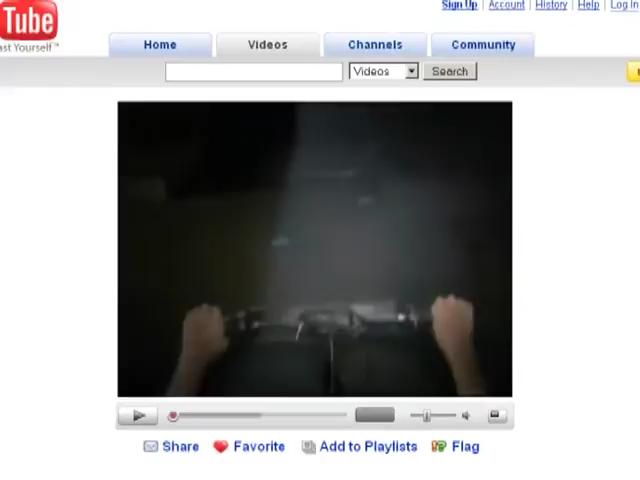 Tube
ast Yourself™
Sign Up | Account | History | Help | Log In
Home Videos Channels Community
Videos Search
Share Favorite Add to Playlists Flag